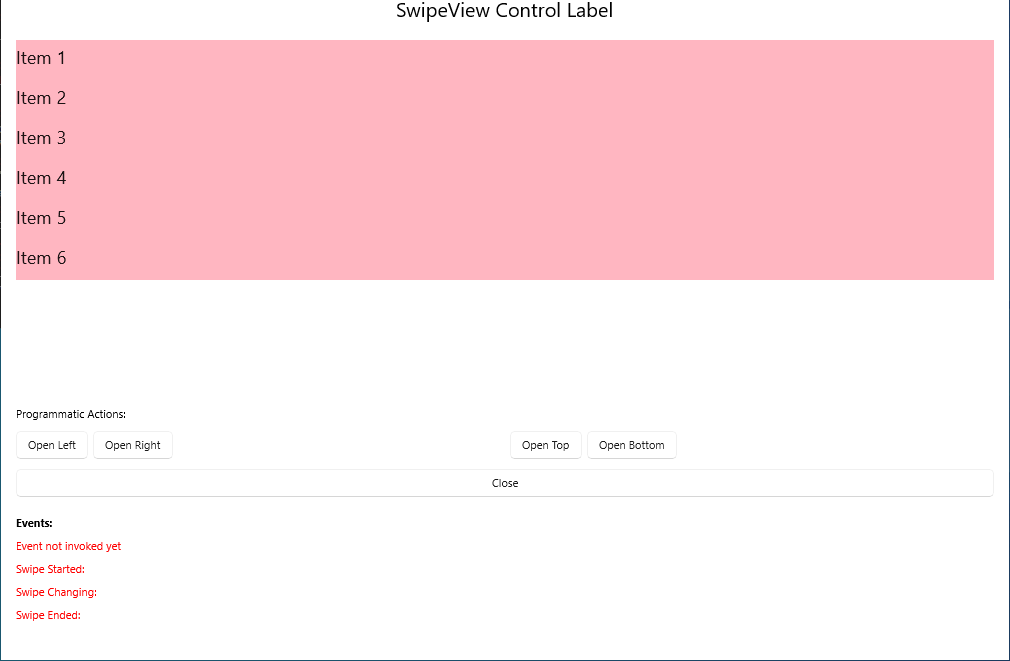 SwipeView Control Label
Item 1
Item 2
Item 3
Item 4
Item 5
Item 6
Programmatic Actions:
Open Left Open Right Open Top Open Bottom
Close
Events:
Event not invoked yet
Swipe Started:
Swipe Changing:
Swipe Ended: